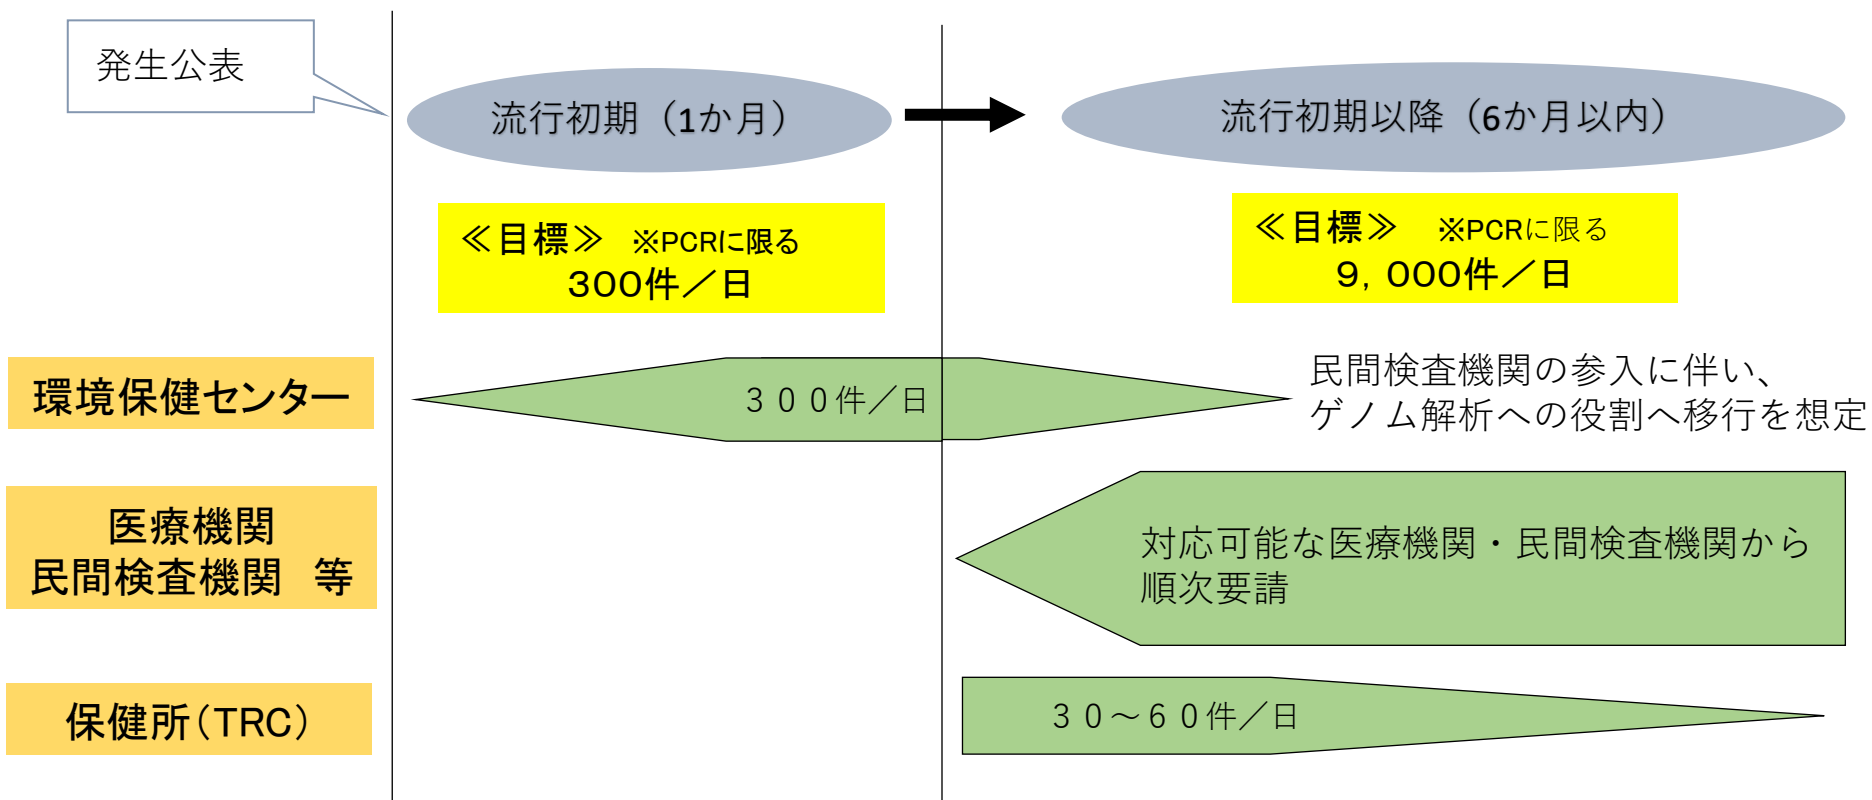 発生公表
流行初期（1か月）
流行初期以降（6か月以内）
≪目標≫　※PCRに限る
３００件／日
≪目標≫　※PCRに限る
９，０００件／日
環境保健センター
３００件／日
民間検査機関の参入に伴い、
ゲノム解析への役割へ移行を想定
医療機関
民間検査機関　等
対応可能な医療機関・民間検査機関から
順次要請
保健所（TRC）
３０～６０件／日